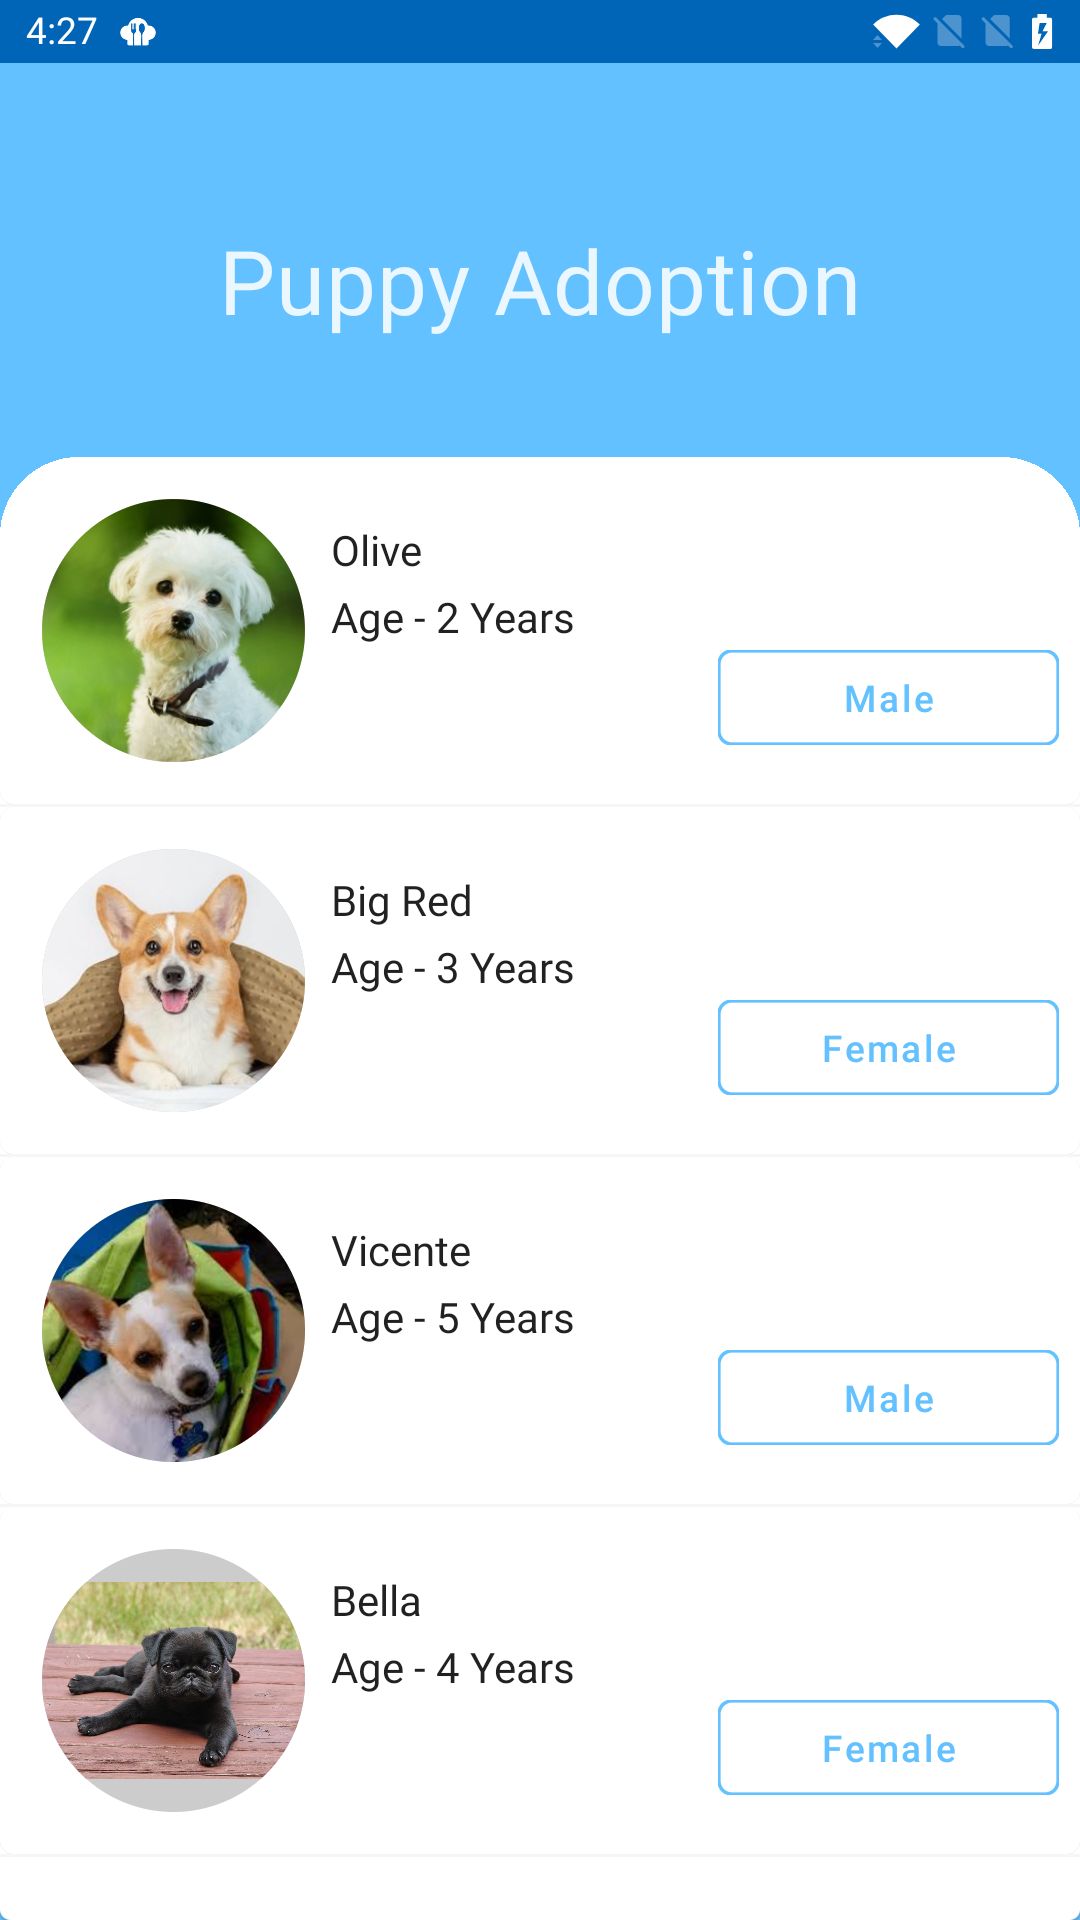 4:27
Puppy Adoption
Olive
Age - 2 Years
Male
Big Red
Age - 3 Years
Female
Vicente
Age - 5 Years
Male
Bella
Age - 4 Years
Female